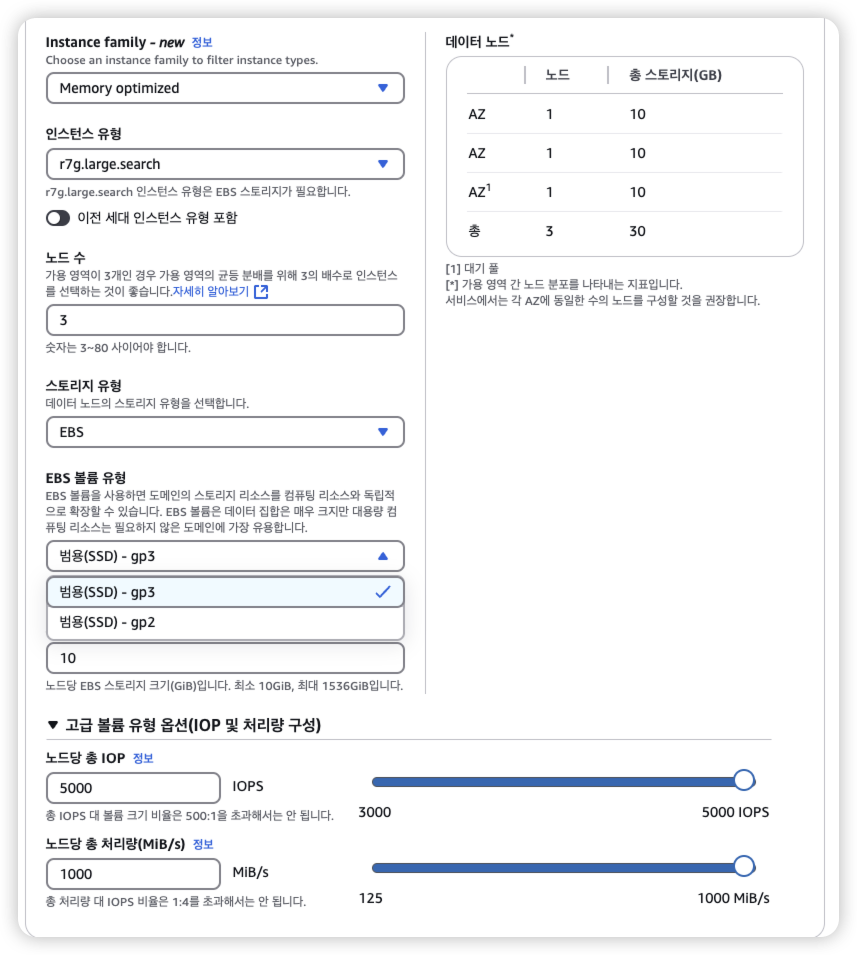 Instance family - new 정보
Choose an instance family to filter instance types.
Memory optimized
인스턴스 유형
r7g.large.search
r7g.large.search 인스턴스 유형은 EBS 스토리지가 필요합니다.
이전 세대 인스턴스 유형 포함
노드 수
가용 영역이 3개인 경우 가용 영역의 균등 분배를 위해 3의 배수로 인스턴스
를 선택하는 것이 좋습니다.자세히 알아보기
3
숫자는 3~80 사이어야 합니다.
스토리지 유형
데이터 노드의 스토리지 유형을 선택합니다.
EBS
EBS 볼륨 유형
EBS 볼륨을 사용하면 도메인의 스토리지 리소스를 컴퓨팅 리소스와 독립적
으로 확장할 수 있습니다. EBS 볼륨은 데이터 집합은 매우 크지만 대용량 컴
퓨팅 리소스는 필요하지 않은 도메인에 가장 유용합니다.
범용(SSD) - gp3
범용(SSD) - gp3
범용(SSD) - gp2
10
노드당 EBS 스토리지 크기(GiB)입니다. 최소 10GiB, 최대 1536GiB입니다.
데이터 노드*
노드 총 스토리지(GB)
AZ 1 10
AZ 1 10
AZ1 1 10
총 3 30
[1] 대기 풀
[*] 가용 영역 간 노드 분포를 나타내는 지표입니다.
서비스에서는 각 AZ에 동일한 수의 노드를 구성할 것을 권장합니다.
고급 볼륨 유형 옵션(IOP 및 처리량 구성)
노드당 총 IOP 정보
5000 IOPS
총 IOPS 대 볼륨 크기 비율은 500:1을 초과해서는 안 됩니다.
3000 5000 IOPS
노드당 총 처리량(MiB/s) 정보
1000 MiB/s
총 처리량 대 IOPS 비율은 1:4를 초과해서는 안 됩니다.
125 1000 MiB/s